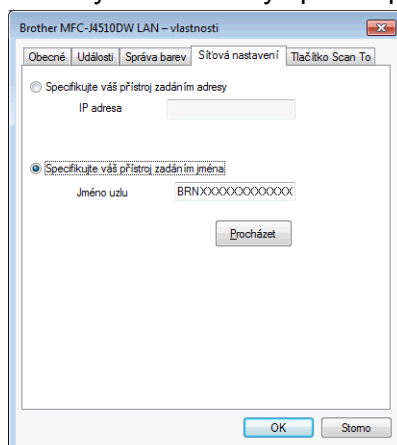 Brother MFC-J4510DW LAN – vlastnosti
Obecné Události Správa barev Síťová nastavení Tlačítko Scan To
Specifikujte váš přístroj zadáním adresy
IP adresa
Specifikujte váš přístroj zadáním jména
Jméno uzlu BRNXXXXXXXXXXXX
Procházet
OK Storno